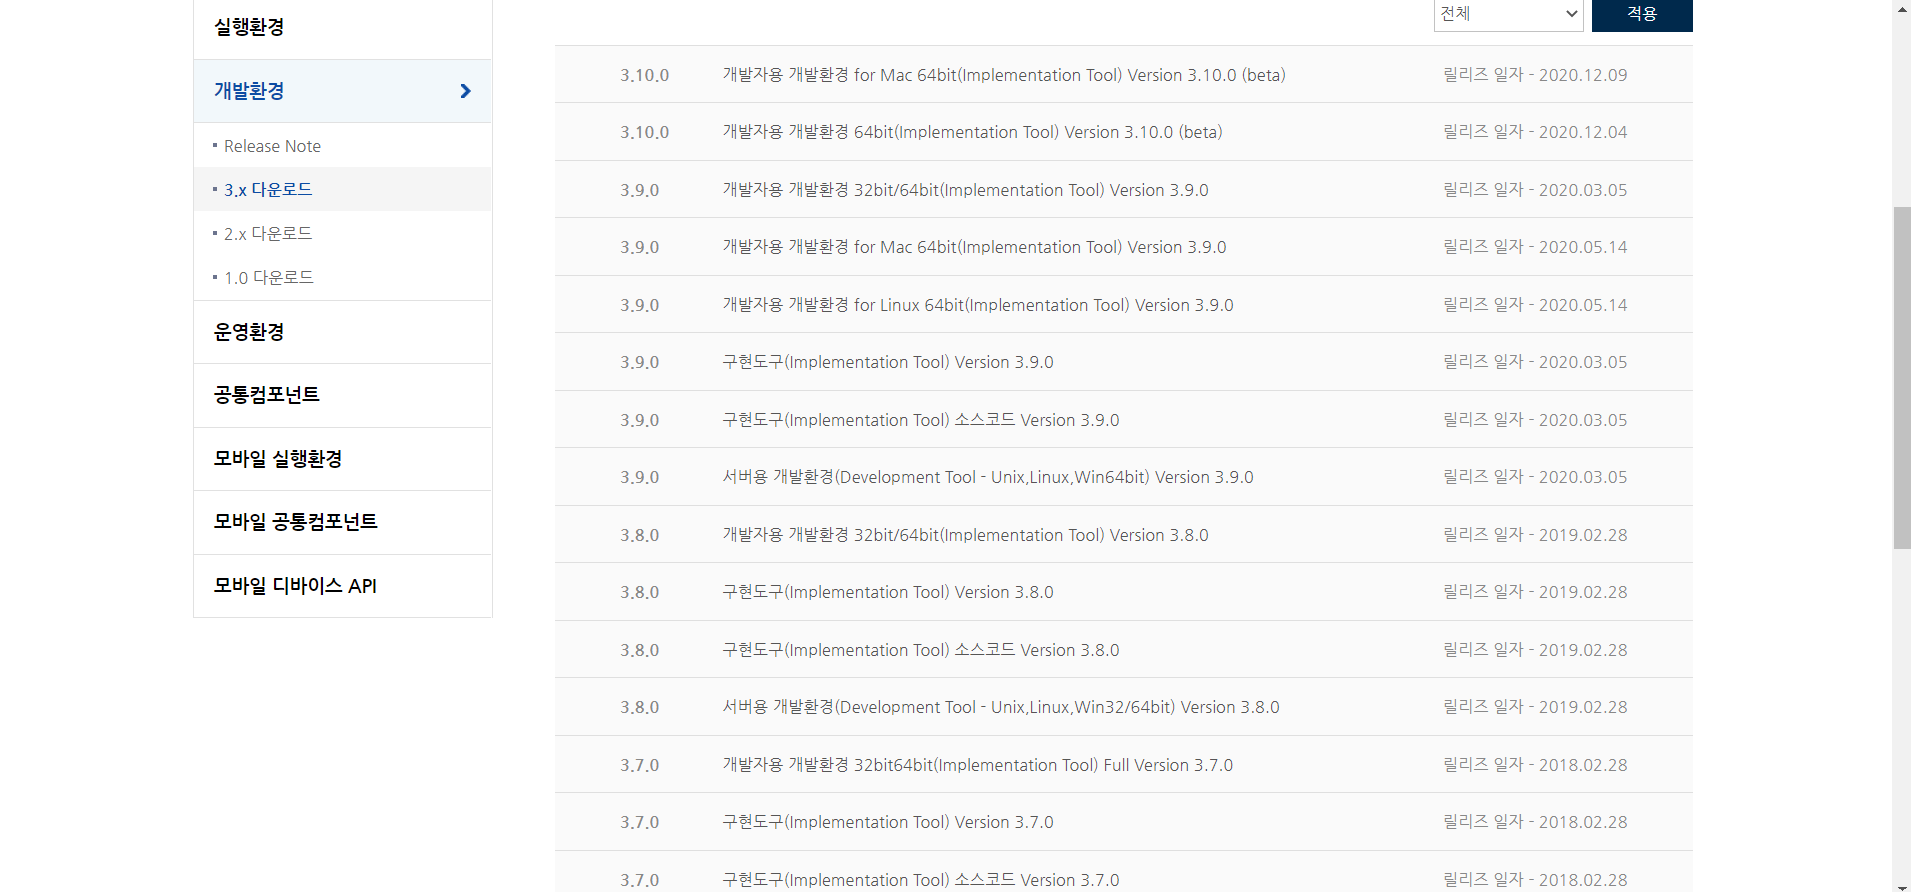 실행환경
개발환경
Release Note
3.x 다운로드
2.x 다운로드
1.0 다운로드
운영환경
공통컴포넌트
모바일 실행환경
모바일 공통컴포넌트
모바일 디바이스 API
전체 적용
3.10.0 개발자용 개발환경 for Mac 64bit(Implementation Tool) Version 3.10.0 (beta) 릴리즈 일자 - 2020.12.09
3.10.0 개발자용 개발환경 64bit(Implementation Tool) Version 3.10.0 (beta) 릴리즈 일자 - 2020.12.04
3.9.0 개발자용 개발환경 32bit/64bit(Implementation Tool) Version 3.9.0 릴리즈 일자 - 2020.03.05
3.9.0 개발자용 개발환경 for Mac 64bit(Implementation Tool) Version 3.9.0 릴리즈 일자 - 2020.05.14
3.9.0 개발자용 개발환경 for Linux 64bit(Implementation Tool) Version 3.9.0 릴리즈 일자 - 2020.05.14
3.9.0 구현도구(Implementation Tool) Version 3.9.0 릴리즈 일자 - 2020.03.05
3.9.0 구현도구(Implementation Tool) 소스코드 Version 3.9.0 릴리즈 일자 - 2020.03.05
3.9.0 서버용 개발환경(Development Tool - Unix,Linux,Win64bit) Version 3.9.0 릴리즈 일자 - 2020.03.05
3.8.0 개발자용 개발환경 32bit/64bit(Implementation Tool) Version 3.8.0 릴리즈 일자 - 2019.02.28
3.8.0 구현도구(Implementation Tool) Version 3.8.0 릴리즈 일자 - 2019.02.28
3.8.0 구현도구(Implementation Tool) 소스코드 Version 3.8.0 릴리즈 일자 - 2019.02.28
3.8.0 서버용 개발환경(Development Tool - Unix,Linux,Win32/64bit) Version 3.8.0 릴리즈 일자 - 2019.02.28
3.7.0 개발자용 개발환경 32bit64bit(Implementation Tool) Full Version 3.7.0 릴리즈 일자 - 2018.02.28
3.7.0 구현도구(Implementation Tool) Version 3.7.0 릴리즈 일자 - 2018.02.28
3.7.0 구현도구(Implementation Tool) 소스코드 Version 3.7.0 릴리즈 일자 - 2018.02.28